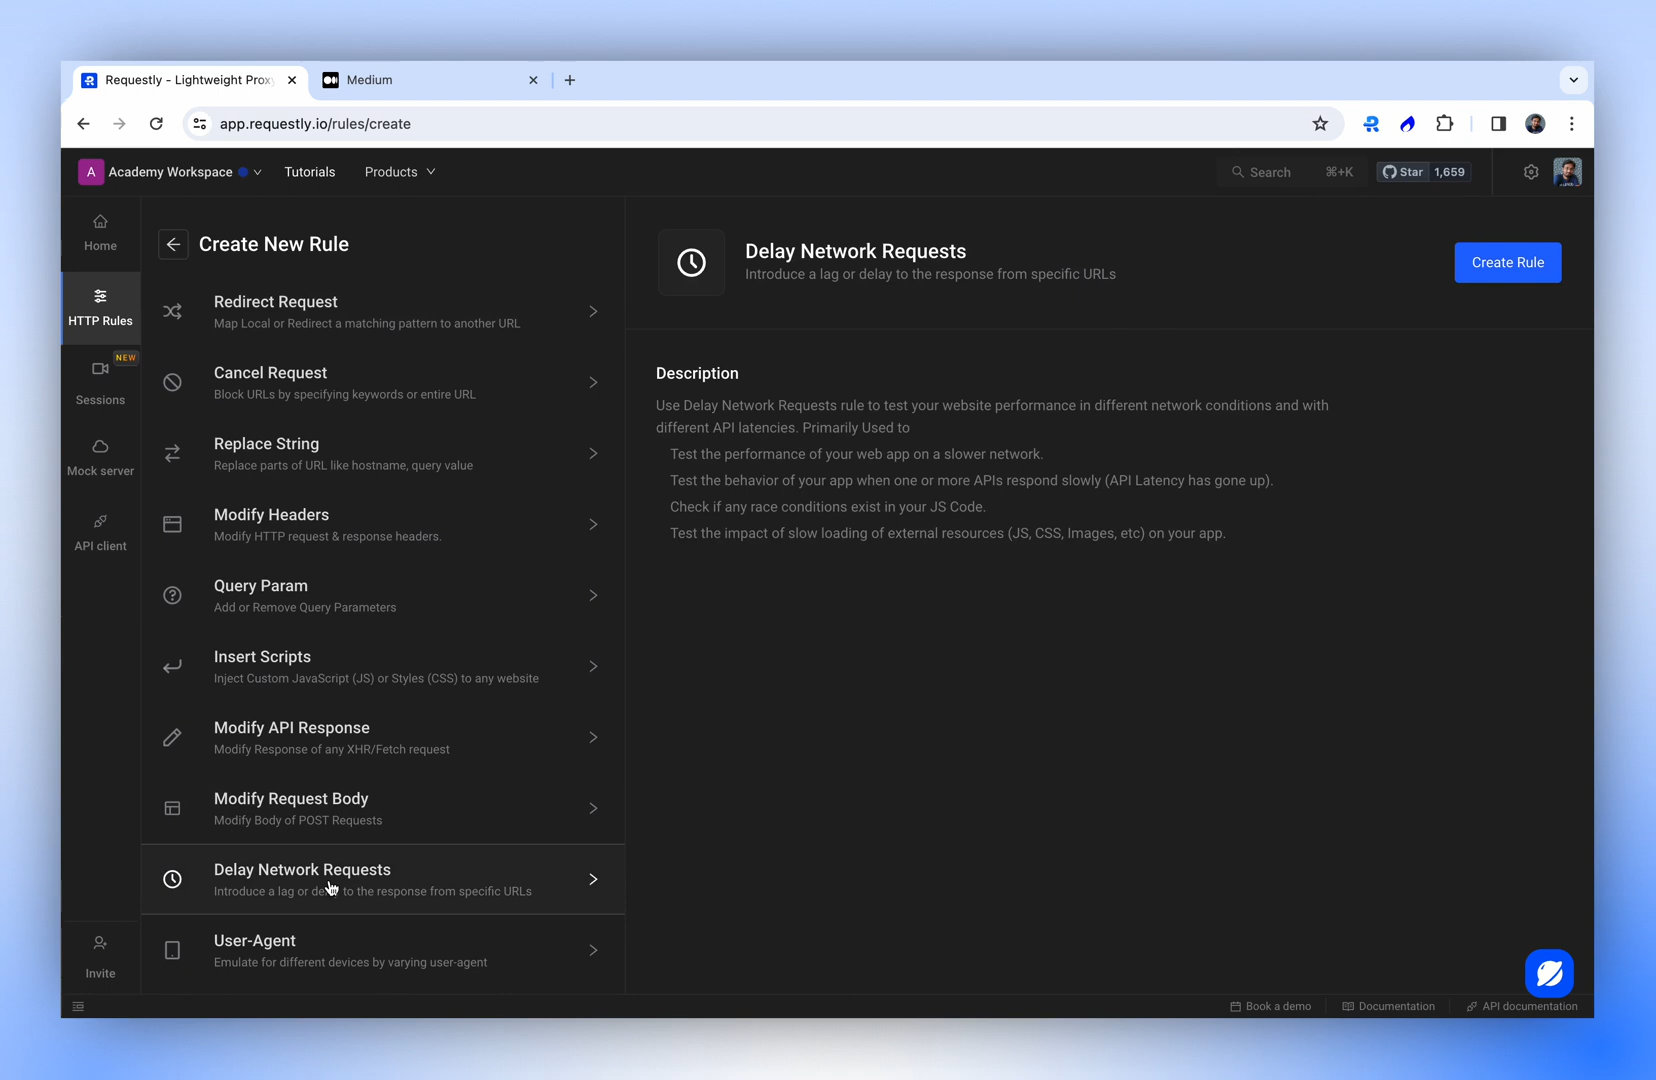 Requestly - Lightweight Prox
Medium
app.requestly.io/rules/create
A Academy Workspace
Tutorials
Products
Search
⌘+K
Star 1,659
Home
HTTP Rules
NEW
Sessions
Mock server
API client
Invite
Create New Rule
Redirect Request
Map Local or Redirect a matching pattern to another URL
Cancel Request
Block URLs by specifying keywords or entire URL
Replace String
Replace parts of URL like hostname, query value
Modify Headers
Modify HTTP request & response headers.
Query Param
Add or Remove Query Parameters
Insert Scripts
Inject Custom JavaScript (JS) or Styles (CSS) to any website
Modify API Response
Modify Response of any XHR/Fetch request
Modify Request Body
Modify Body of POST Requests
Delay Network Requests
Introduce a lag or delay to the response from specific URLs
User-Agent
Emulate for different devices by varying user-agent
Delay Network Requests
Introduce a lag or delay to the response from specific URLs
Create Rule
Description
Use Delay Network Requests rule to test your website performance in different network conditions and with
different API latencies. Primarily Used to
Test the performance of your web app on a slower network.
Test the behavior of your app when one or more APIs respond slowly (API Latency has gone up).
Check if any race conditions exist in your JS Code.
Test the impact of slow loading of external resources (JS, CSS, Images, etc) on your app.
Book a demo
Documentation
API documentation